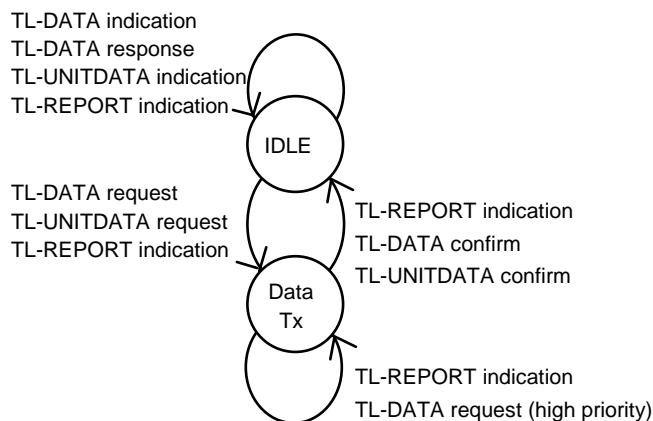 TL-DATA indication
TL-DATA response
TL-UNITDATA indication
TL-REPORT indication
IDLE
TL-DATA request
TL-UNITDATA request
TL-REPORT indication
TL-REPORT indication
TL-DATA confirm
TL-UNITDATA confirm
Data
Tx
TL-REPORT indication
TL-DATA request (high priority)